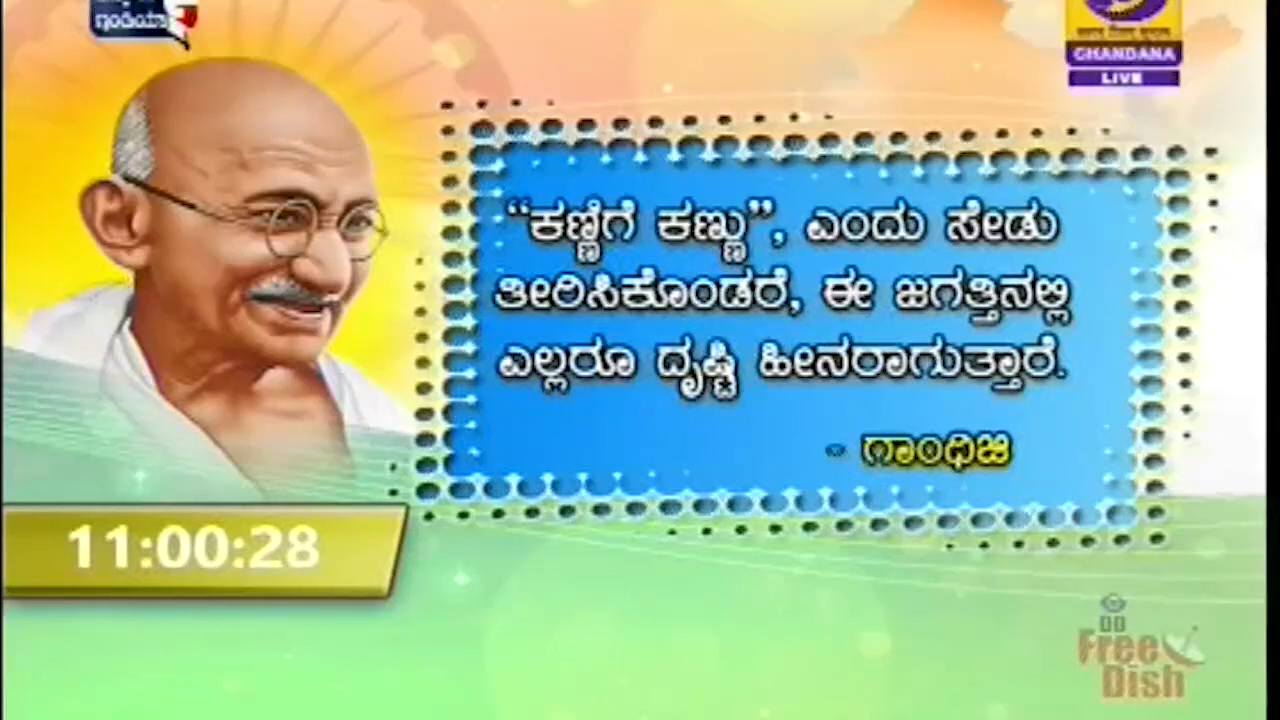 ಇಂಡಿಯಾ
CHANDANA
LIVE
“ಕಣ್ಣಿಗೆ ಕಣ್ಣು”, ಎಂದು ಸೇಡು
ತೀರಿಸಿಕೊಂಡರೆ, ಈ ಜಗತ್ತಿನಲ್ಲಿ
ಎಲ್ಲರೂ ದೃಷ್ಟಿ ಹೀನರಾಗುತ್ತಾರೆ.
- ಗಾಂಧಿಜಿ
11:00:28
DD
Free
Dish